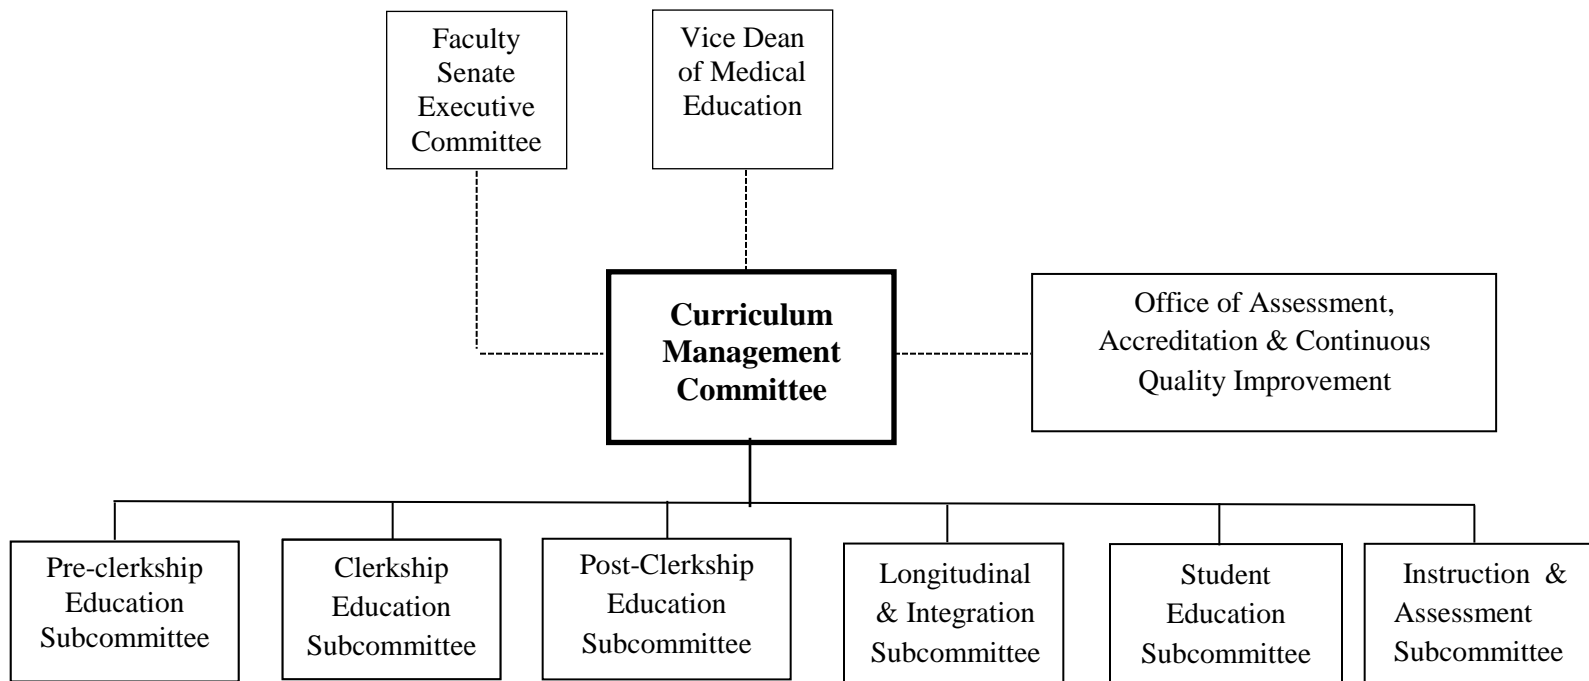 Faculty
Senate
Executive
Committee
Vice Dean
of Medical
Education
Curriculum
Management
Committee
Office of Assessment,
Accreditation & Continuous
Quality Improvement
Pre-clerkship
Education
Subcommittee
Clerkship
Education
Subcommittee
Post-Clerkship
Education
Subcommittee
Longitudinal
& Integration
Subcommittee
Student
Education
Subcommittee
Instruction &
Assessment
Subcommittee